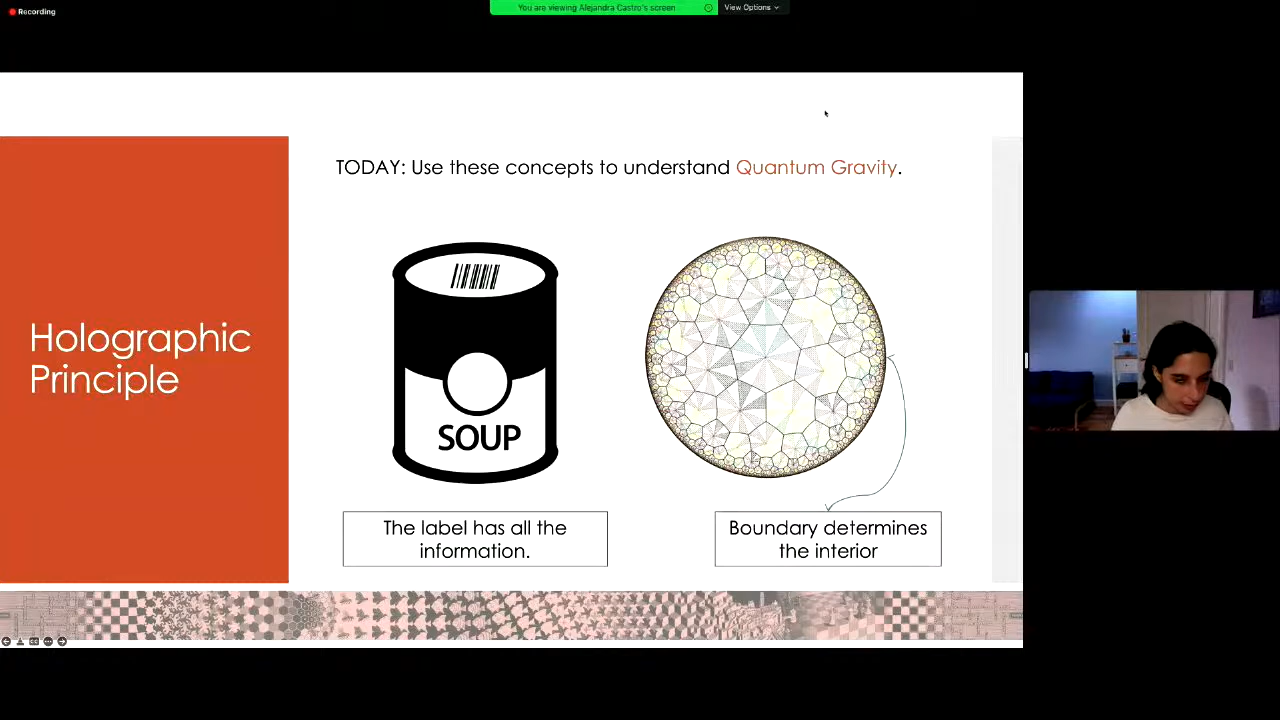 Recording
You are viewing Alejandra Castro's screen
View Options
TODAY: Use these concepts to understand Quantum Gravity.
Holographic
Principle
SOUP
The label has all the
information.
Boundary determines
the interior